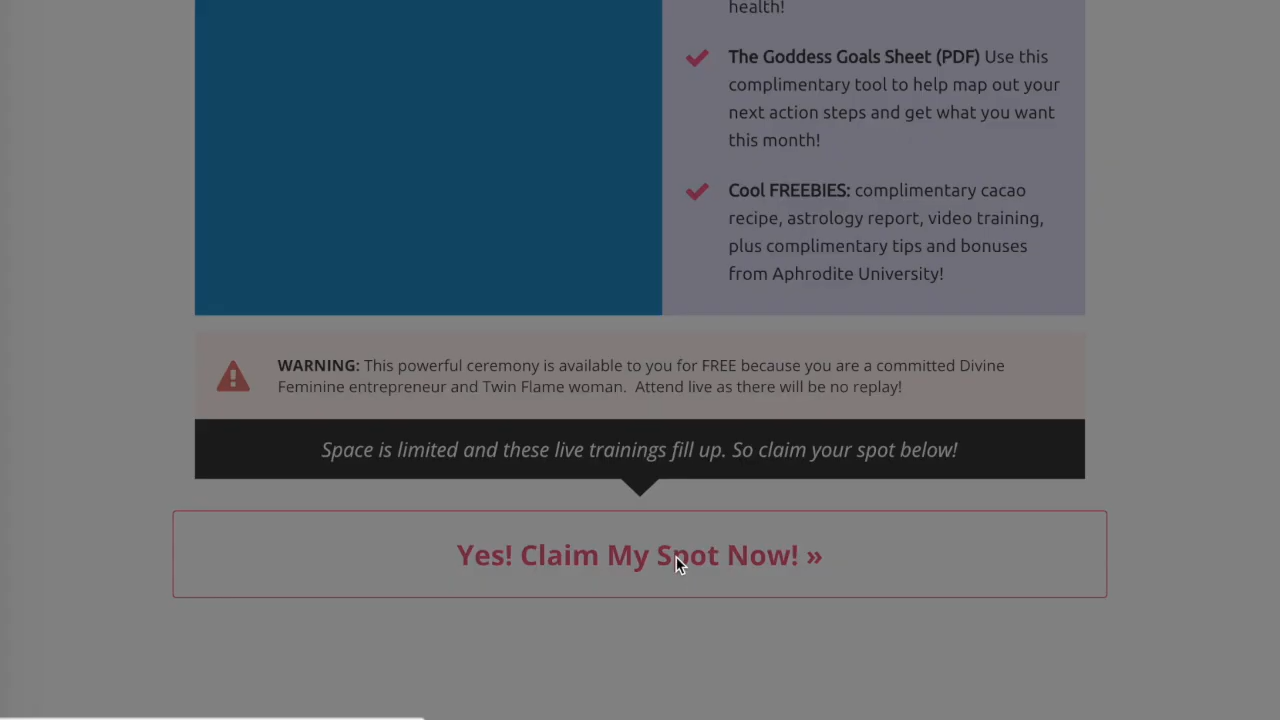 health!
The Goddess Goals Sheet (PDF) Use this
complimentary tool to help map out your
next action steps and get what you want
this month!
Cool FREEBIES: complimentary cacao
recipe, astrology report, video training,
plus complimentary tips and bonuses
from Aphrodite University!
WARNING: This powerful ceremony is available to you for FREE because you are a committed Divine
Feminine entrepreneur and Twin Flame woman.  Attend live as there will be no replay!
Space is limited and these live trainings fill up. So claim your spot below!
Yes! Claim My Spot Now! »